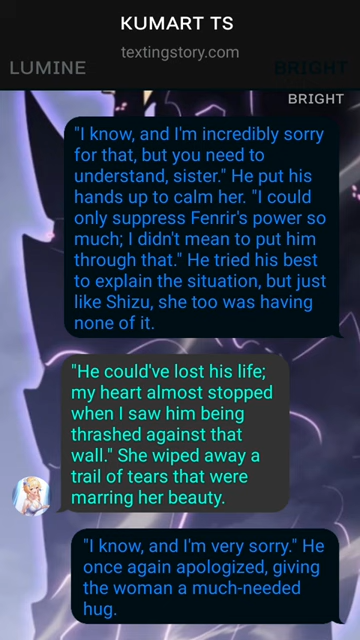 KUMART TS
textingstory.com
LUMINE
BRIGHT
BRIGHT
"I know, and I'm incredibly sorry
for that, but you need to
understand, sister." He put his
hands up to calm her. "I could
only suppress Fenrir's power so
much; I didn't mean to put him
through that." He tried his best
to explain the situation, but just
like Shizu, she too was having
none of it.
"He could've lost his life;
my heart almost stopped
when I saw him being
thrashed against that
wall." She wiped away a
trail of tears that were
marring her beauty.
"I know, and I'm very sorry." He
once again apologized, giving
the woman a much-needed
hug.